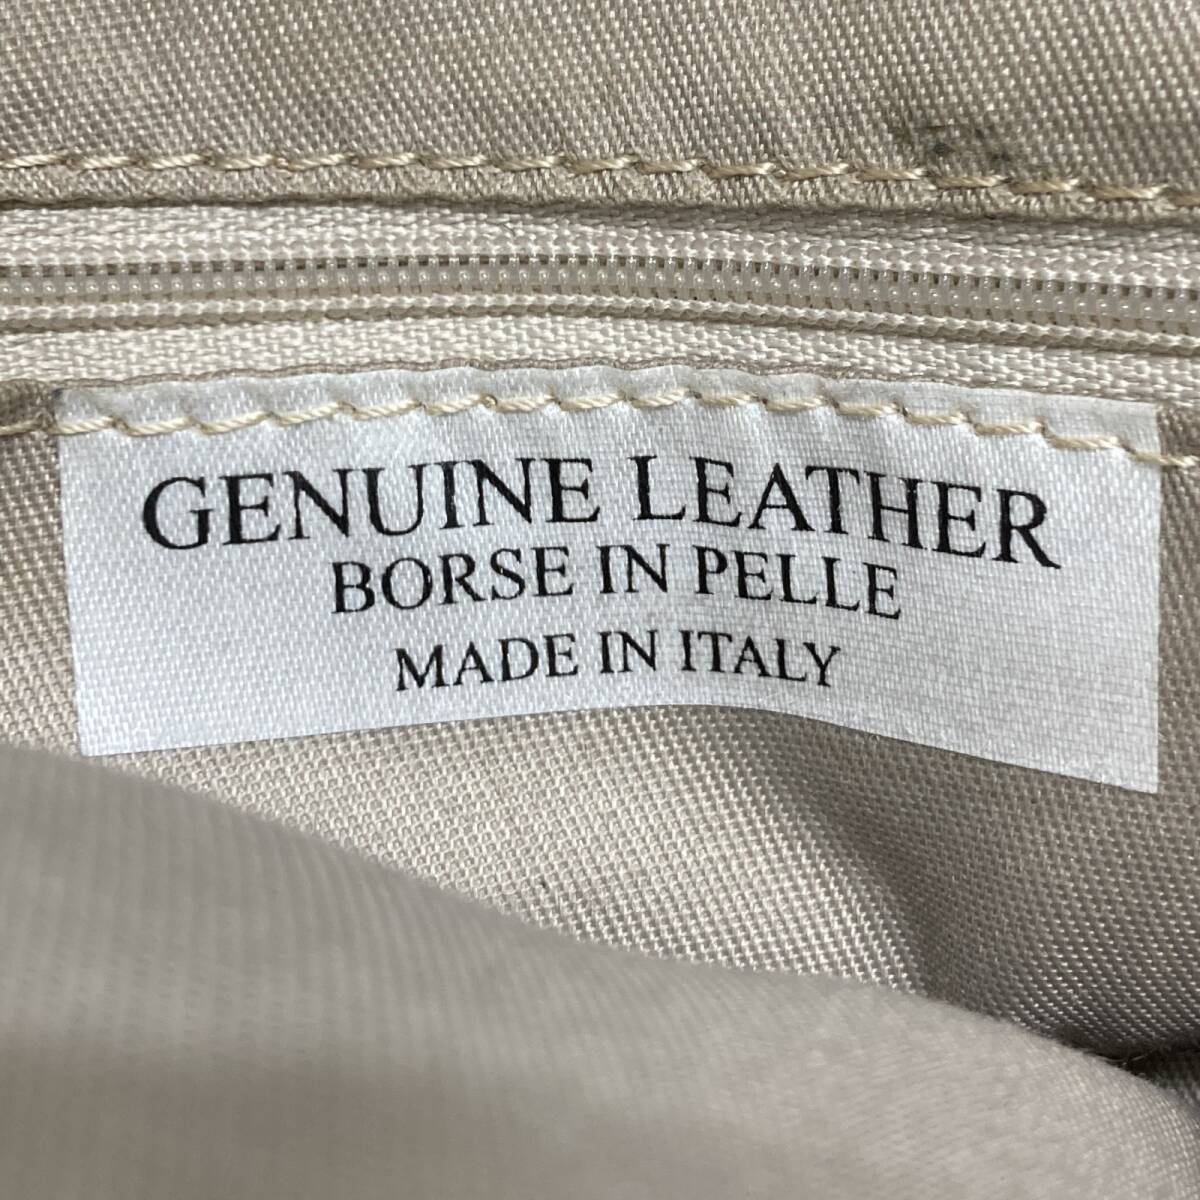 GENUINE LEATHER
BORSE IN PELLE
MADE IN ITALY